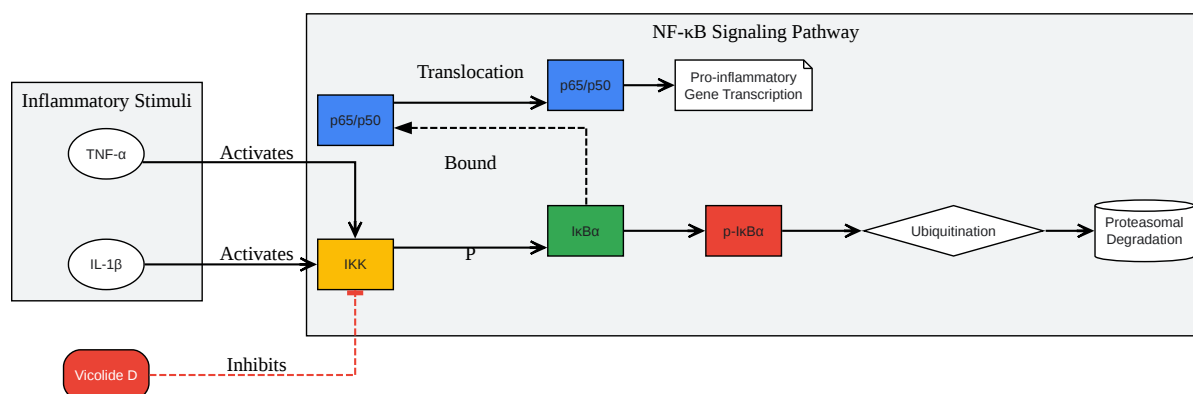 NF-κB Signaling Pathway
Inflammatory Stimuli
Translocation
p65/p50
Pro-inflammatory
Gene Transcription
p65/p50
TNF-α
Activates
Bound
IκBα
p-IκBα
Ubiquitination
Proteasomal
Degradation
IL-1β
Activates
IKK
P
Inhibits
Vicolide D